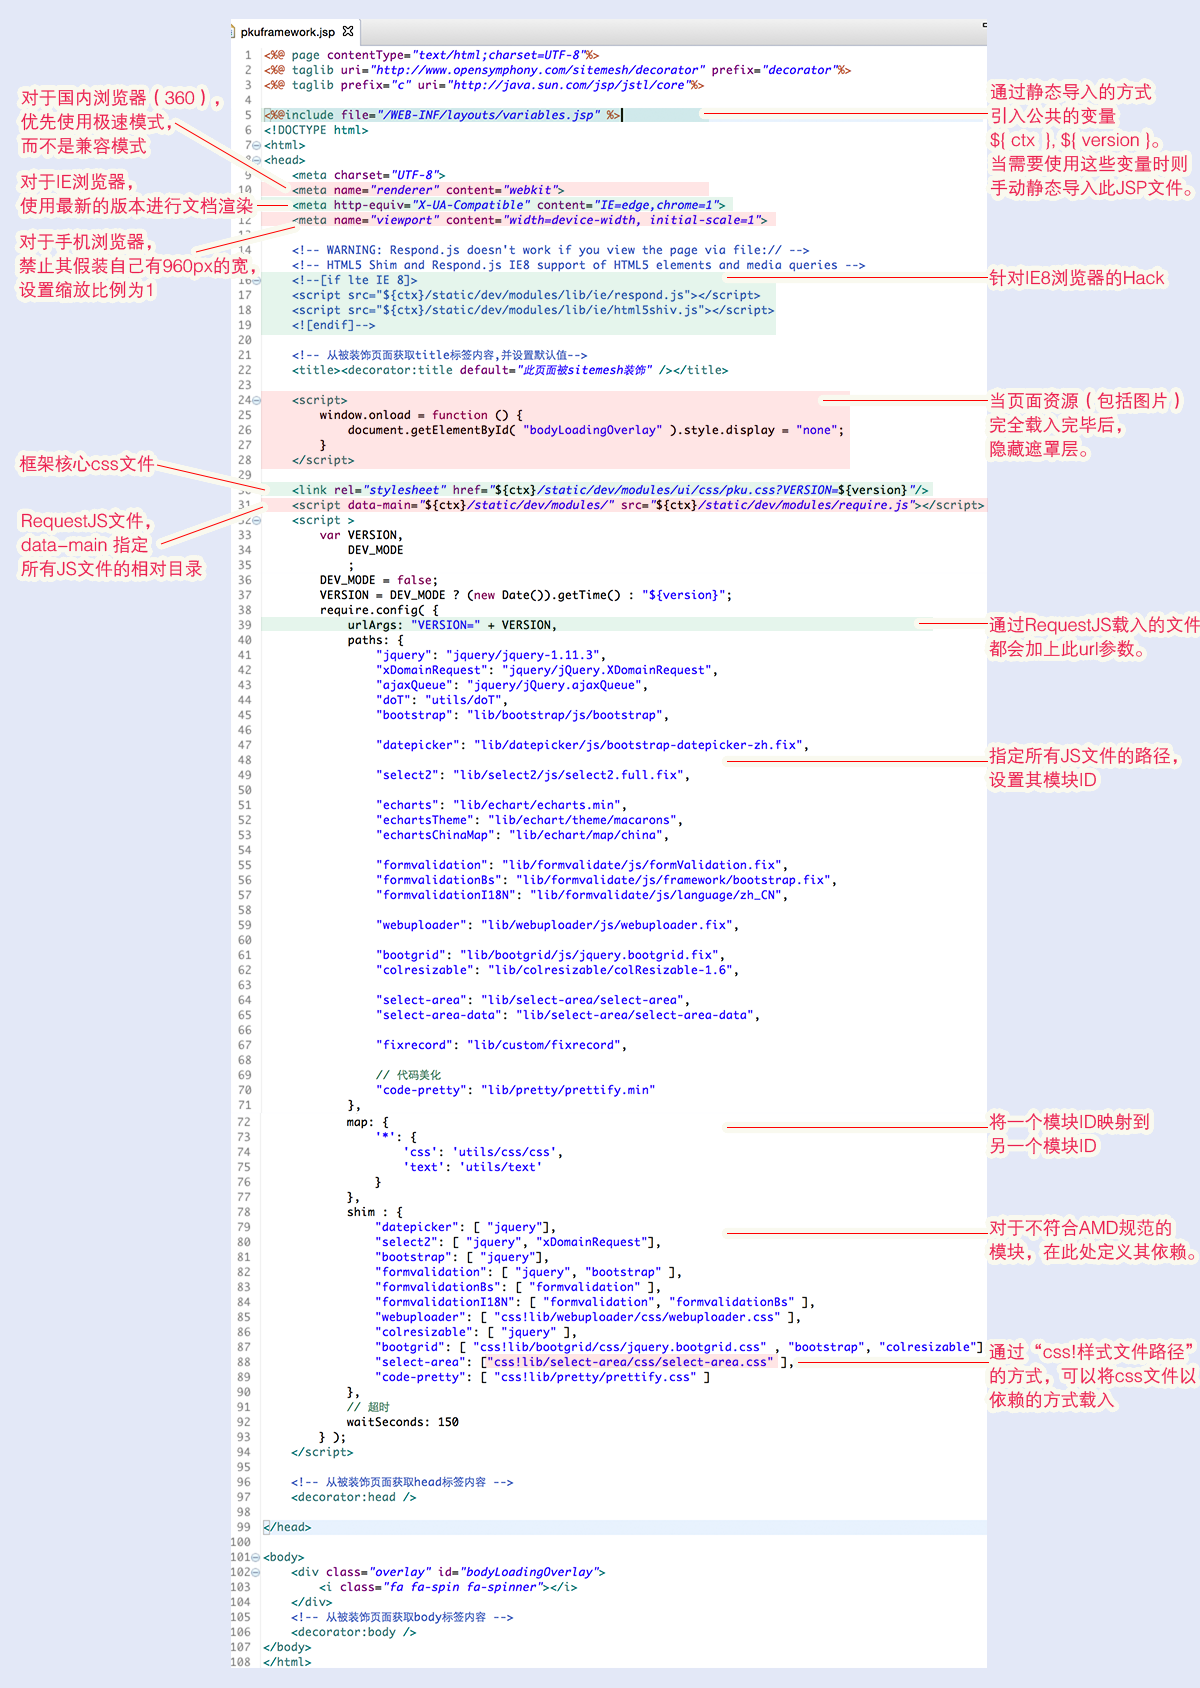 pkuframework.jsp
1 <%@ page contentType="text/html;charset=UTF-8"%>
2 <%@ taglib uri="http://www.opensymphony.com/sitemesh/decorator" prefix="decorator"%>
3 <%@ taglib prefix="c" uri="http://java.sun.com/jsp/jstl/core"%>
4
5 <%@include file="/WEB-INF/layouts/variables.jsp" %>
6 <!DOCTYPE html>
7 <html>
8 <head>
9 <meta charset="UTF-8">
10 <meta name="renderer" content="webkit">
11 <meta http-equiv="X-UA-Compatible" content="IE=edge,chrome=1">
12 <meta name="viewport" content="width=device-width, initial-scale=1">
13
14 <!-- WARNING: Respond.js doesn't work if you view the page via file:// -->
15 <!-- HTML5 Shim and Respond.js IE8 support of HTML5 elements and media queries -->
16 <!--[if lte IE 8]>
17 <script src="${ctx}/static/dev/modules/lib/ie/respond.js"></script>
18 <script src="${ctx}/static/dev/modules/lib/ie/html5shiv.js"></script>
19 <![endif]-->
20
21 <!-- 从被装饰页面获取title标签内容,并设置默认值-->
22 <title><decorator:title default="此页面被sitemesh装饰" /></title>
23
24 <script>
25 window.onload = function () {
26 document.getElementById( "bodyLoadingOverlay" ).style.display = "none";
27 }
28 </script>
29
30 <link rel="stylesheet" href="${ctx}/static/dev/modules/ui/css/pku.css?VERSION=${version}"/>
31 <script data-main="${ctx}/static/dev/modules/" src="${ctx}/static/dev/modules/require.js"></script>
32 <script >
33 var VERSION,
34 DEV_MODE
35 ;
36 DEV_MODE = false;
37 VERSION = DEV_MODE ? (new Date()).getTime() : "${version}";
38 require.config( {
39 urlArgs: "VERSION=" + VERSION,
40 paths: {
41 "jquery": "jquery/jquery-1.11.3",
42 "xDomainRequest": "jquery/jQuery.XDomainRequest",
43 "ajaxQueue": "jquery/jQuery.ajaxQueue",
44 "doT": "utils/doT",
45 "bootstrap": "lib/bootstrap/js/bootstrap",
46
47 "datepicker": "lib/datepicker/js/bootstrap-datepicker-zh.fix",
48
49 "select2": "lib/select2/js/select2.full.fix",
50
51 "echarts": "lib/echart/echarts.min",
52 "echartsTheme": "lib/echart/theme/macarons",
53 "echartsChinaMap": "lib/echart/map/china",
54
55 "formvalidation": "lib/formvalidate/js/formValidation.fix",
56 "formvalidationBs": "lib/formvalidate/js/framework/bootstrap.fix",
57 "formvalidationI18N": "lib/formvalidate/js/language/zh_CN",
58
59 "webuploader": "lib/webuploader/js/webuploader.fix",
60
61 "bootgrid": "lib/bootgrid/js/jquery.bootgrid.fix",
62 "colresizable": "lib/colresizable/colResizable-1.6",
63
64 "select-area": "lib/select-area/select-area",
65 "select-area-data": "lib/select-area/select-area-data",
66
67 "fixrecord": "lib/custom/fixrecord",
68
69 // 代码美化
70 "code-pretty": "lib/pretty/prettify.min"
71 },
72 map: {
73 '*': {
74 'css': 'utils/css/css',
75 'text': 'utils/text'
76 }
77 },
78 shim : {
79 "datepicker": [ "jquery"],
80 "select2": [ "jquery", "xDomainRequest"],
81 "bootstrap": [ "jquery"],
82 "formvalidation": [ "jquery", "bootstrap" ],
83 "formvalidationBs": [ "formvalidation" ],
84 "formvalidationI18N": [ "formvalidation", "formvalidationBs" ],
85 "webuploader": [ "css!lib/webuploader/css/webuploader.css" ],
86 "colresizable": [ "jquery" ],
87 "bootgrid": [ "css!lib/bootgrid/css/jquery.bootgrid.css" , "bootstrap", "colresizable"]
88 "select-area": ["css!lib/select-area/css/select-area.css" ],
89 "code-pretty": [ "css!lib/pretty/prettify.css" ]
90 },
91 // 超时
92 waitSeconds: 150
93 } );
94 </script>
95
96 <!-- 从被装饰页面获取head标签内容 -->
97 <decorator:head />
98
99 </head>
100
101 <body>
102 <div class="overlay" id="bodyLoadingOverlay">
103 <i class="fa fa-spin fa-spinner"></i>
104 </div>
105 <!-- 从被装饰页面获取body标签内容 -->
106 <decorator:body />
107 </body>
108 </html>
对于国内浏览器（360），
优先使用极速模式，
而不是兼容模式
对于IE浏览器，
使用最新的版本进行文档渲染
对于手机浏览器，
禁止其假装自己有960px的宽，
设置缩放比例为1
框架核心css文件
RequestJS文件，
data-main 指定
所有JS文件的相对目录
通过静态导入的方式
引入公共的变量
${ ctx }, ${ version }。
当需要使用这些变量时则
手动静态导入此JSP文件。
针对IE8浏览器的Hack
当页面资源（包括图片）
完全载入完毕后，
隐藏遮罩层。
通过RequestJS载入的文件
都会加上此url参数。
指定所有JS文件的路径，
设置其模块ID
将一个模块ID映射到
另一个模块ID
对于不符合AMD规范的
模块，在此处定义其依赖。
通过“css!样式文件路径”
的方式，可以将css文件以
依赖的方式载入